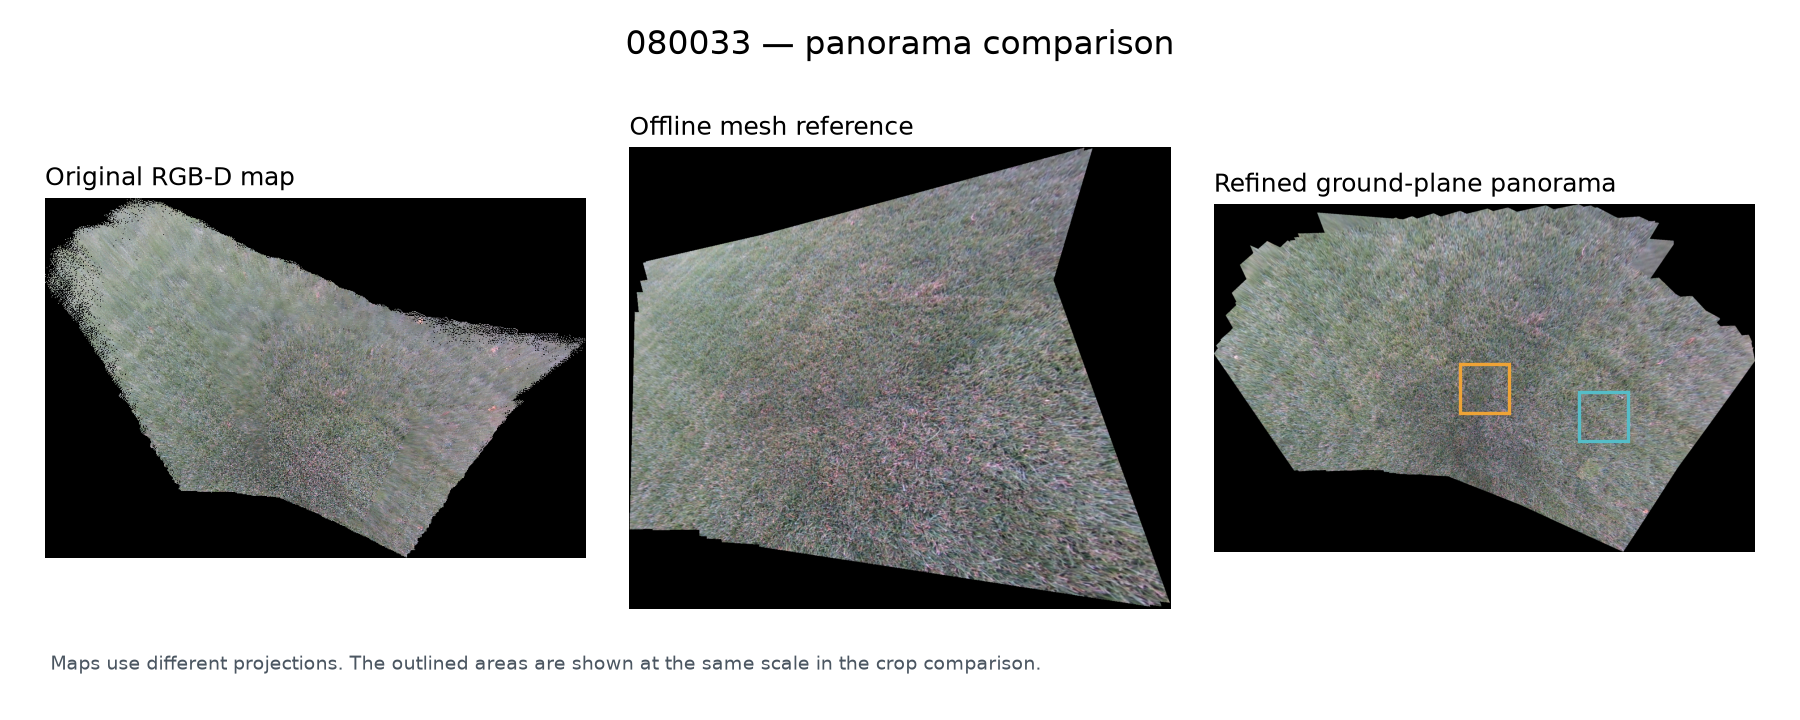 080033 — panorama comparison
Original RGB-D map
Offline mesh reference
Refined ground-plane panorama
Maps use different projections. The outlined areas are shown at the same scale in the crop comparison.